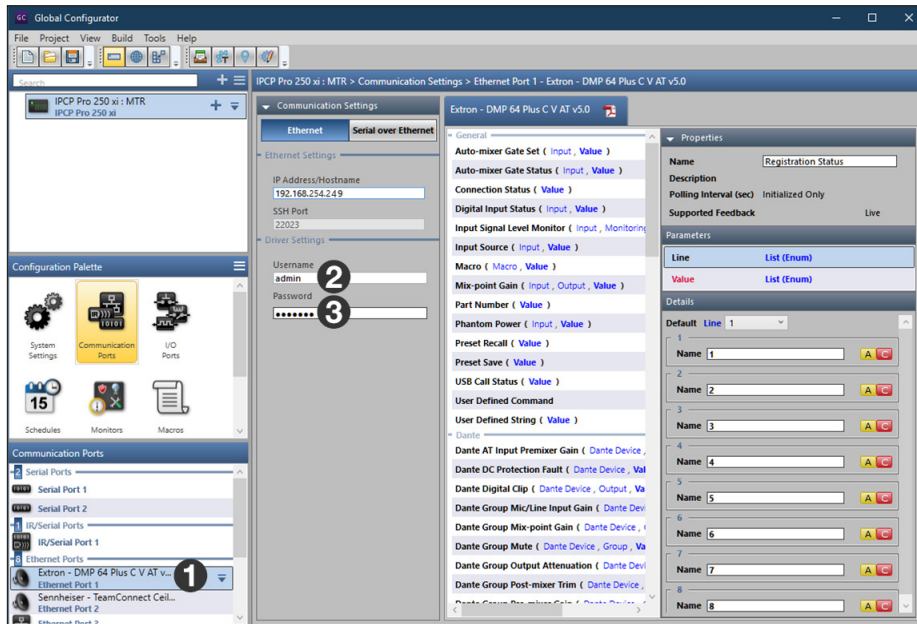 GC Global Configurator
File Project View Build Tools Help
Search
IPCP Pro 250 xi : MTR
IPCP Pro 250 xi
Configuration Palette
System Settings
Communication Ports
I/O Ports
15
Schedules
Monitors
Macros
Communication Ports
2 Serial Ports
Serial Port 1
Serial Port 2
1 IR/Serial Ports
IR/Serial Port 1
8 Ethernet Ports
Extron - DMP 64 Plus C V AT v...
Ethernet Port 1
1
Sennheiser - TeamConnect Ceil...
Ethernet Port 2
Ethernet Port 3
IPCP Pro 250 xi : MTR > Communication Settings > Ethernet Port 1 - Extron - DMP 64 Plus C V AT v5.0
Communication Settings
Ethernet Serial over Ethernet
Ethernet Settings
IP Address/Hostname
192.168.254.249
SSH Port
22023
Driver Settings
Username
admin
2
Password
3
Extron - DMP 64 Plus C V AT v5.0
General
Auto-mixer Gate Set ( Input , Value )
Auto-mixer Gate Status ( Input , Value )
Connection Status ( Value )
Digital Input Status ( Input , Value )
Input Signal Level Monitor ( Input , Monitoring
Input Source ( Input , Value )
Macro ( Macro , Value )
Mix-point Gain ( Input , Output , Value )
Part Number ( Value )
Phantom Power ( Input , Value )
Preset Recall ( Value )
Preset Save ( Value )
USB Call Status ( Value )
User Defined Command
User Defined String ( Value )
Dante
Dante AT Input Premixer Gain ( Dante Device ,
Dante DC Protection Fault ( Dante Device , Val
Dante Digital Clip ( Dante Device , Output , Va
Dante Group Mic/Line Input Gain ( Dante Devi
Dante Group Mix-point Gain ( Dante Device , 
Dante Group Mute ( Dante Device , Group , Va
Dante Group Output Attenuation ( Dante Devi
Dante Group Post-mixer Trim ( Dante Device ,
Properties
Name Registration Status
Description
Polling Interval (sec) Initialized Only
Supported Feedback Live
Parameters
Line List (Enum)
Value List (Enum)
Details
Default Line 1
1
Name 1 A C
2
Name 2 A C
3
Name 3 A C
4
Name 4 A C
5
Name 5 A C
6
Name 6 A C
7
Name 7 A C
8
Name 8 A C